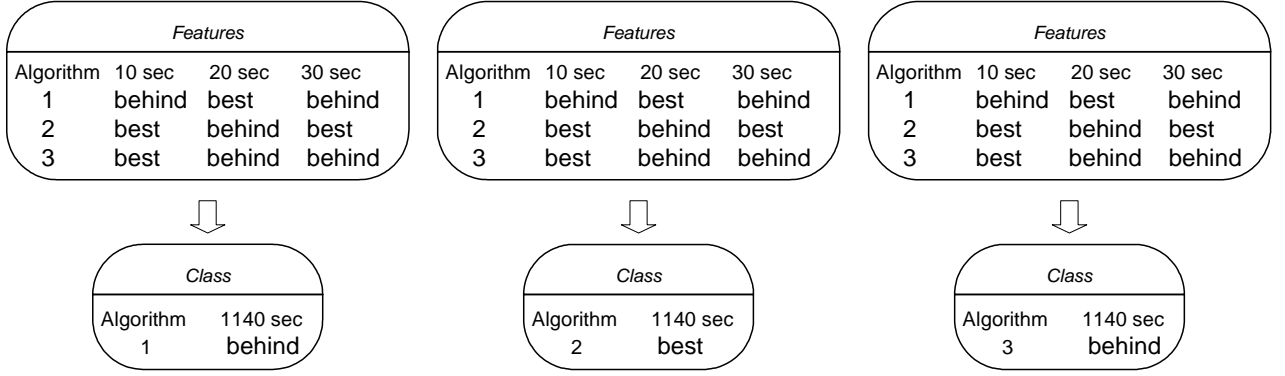 Features
Algorithm 10 sec 20 sec 30 sec
1 behind best behind
2 best behind best
3 best behind behind
Class
Algorithm 1140 sec
1 behind
Features
Algorithm 10 sec 20 sec 30 sec
1 behind best behind
2 best behind best
3 best behind behind
Class
Algorithm 1140 sec
2 best
Features
Algorithm 10 sec 20 sec 30 sec
1 behind best behind
2 best behind best
3 best behind behind
Class
Algorithm 1140 sec
3 behind